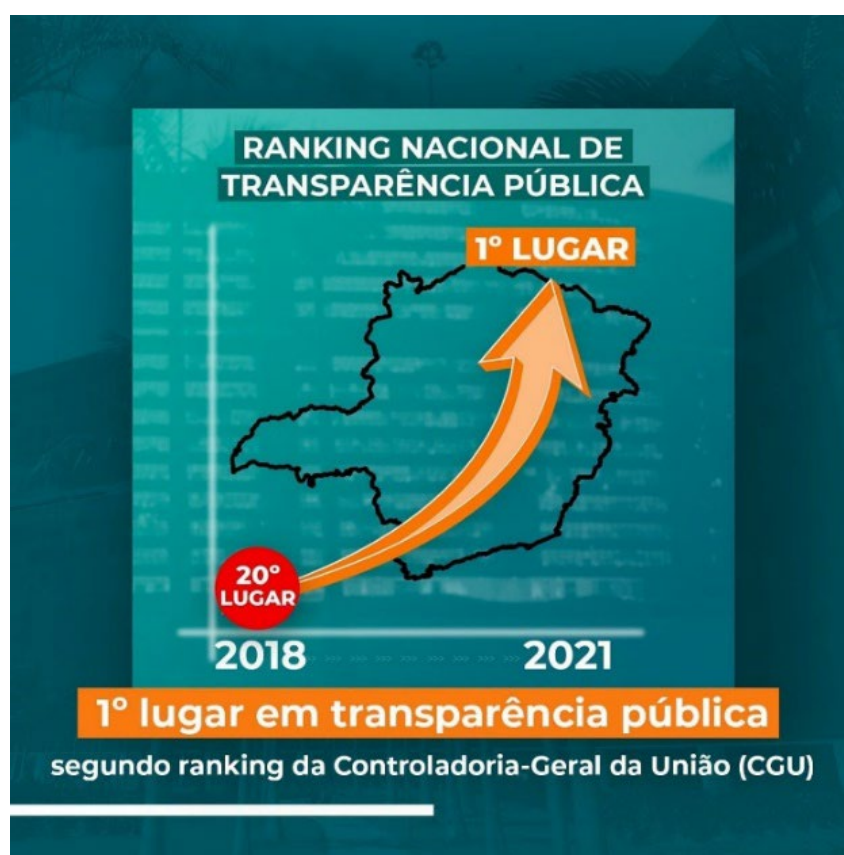 RANKING NACIONAL DE
TRANSPARÊNCIA PÚBLICA
1º LUGAR
20º
LUGAR
2018 >>> >>> >>> >>> >>> >>> >>> >>> >>> 2021
1º lugar em transparência pública
segundo ranking da Controladoria-Geral da União (CGU)